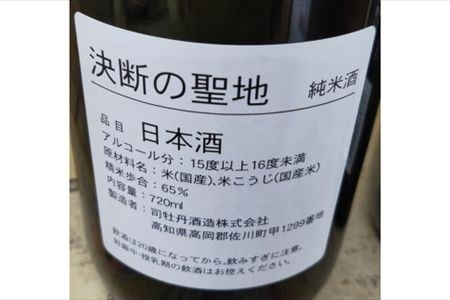 決断の聖地 純米酒
品目 日本酒
アルコール分：15度以上16度未満
原材料名：米(国産)、米こうじ(国産米)
精米歩合：65%
内容量：720ml
製造者：司牡丹酒造株式会社
高知県高岡郡佐川町甲1299番地
飲酒は20歳になってから。飲みすぎに注意。
妊娠中・授乳期の飲酒はお控えください。